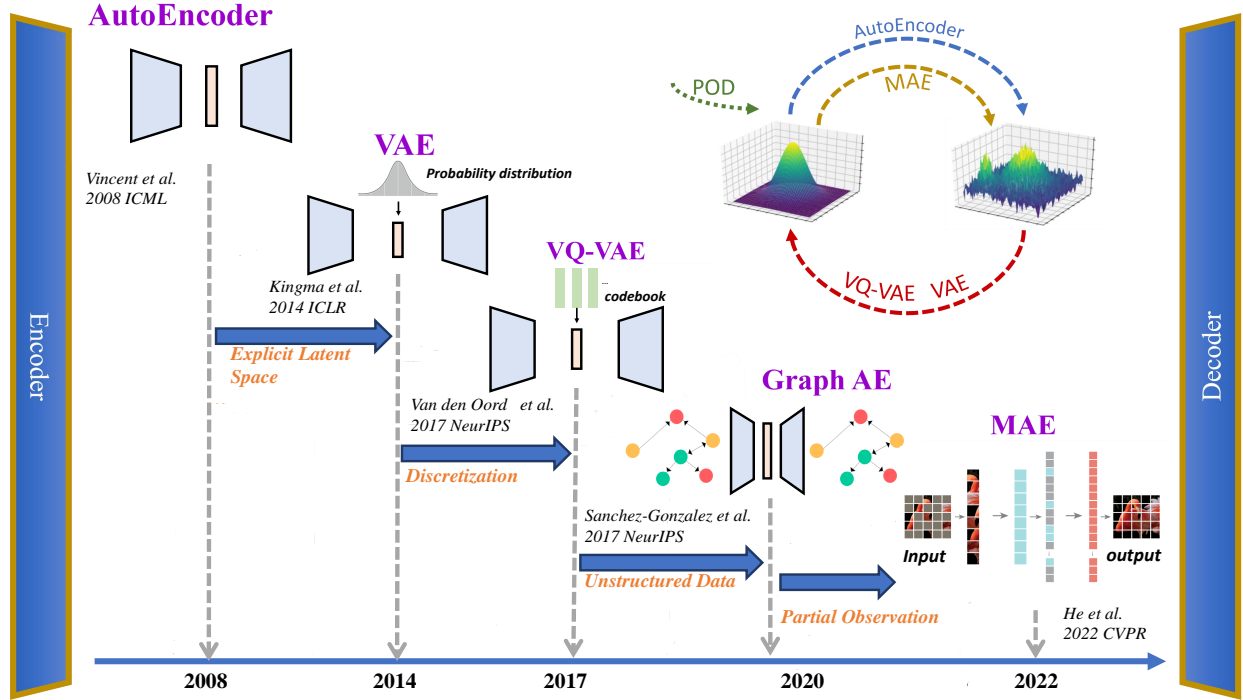 AutoEncoder
Vincent et al.
2008 ICML
VAE
Probability distribution
Kingma et al.
2014 ICLR
Explicit Latent
Space
VQ-VAE
...
codebook
Van den Oord et al.
2017 NeurIPS
Discretization
Graph AE
Sanchez-Gonzalez et al.
2017 NeurIPS
Unstructured Data
MAE
Input
output
Partial Observation
He et al.
2022 CVPR
POD
AutoEncoder
MAE
VQ-VAE VAE
Encoder
Decoder
2008
2014
2017
2020
2022